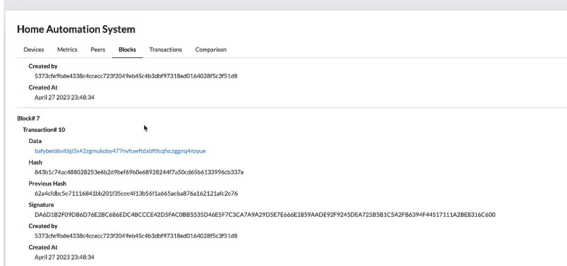 Home Automation System
Devices Metrics Peers Blocks Transactions Comparison
Created by
5373cfe9bde4338c4ccecc723f2049eb45c4b3dbf97318ed0164028f5c3f51d8
Created At
April 27 2023 23:48:34
Block# 7
Transaction# 10
Data
bafybeid6vitbjl5s42zgmukoby477nvfuwftdabftfcqfxczggnq4nzyue
Hash
843b1c74ac488028253e6b2d9bef69b0e68928244f7a50cd65b6133996cb337e
Previous Hash
62a4cfdbc5c71116841bb201f35cce4f13b56f1a665acba876a162121afc2c76
Signature
Created by
5373cfe9bde4338c4ccecc723f2049eb45c4b3dbf97318ed0164028f5c3f51d8
Created At
April 27 2023 23:48:34